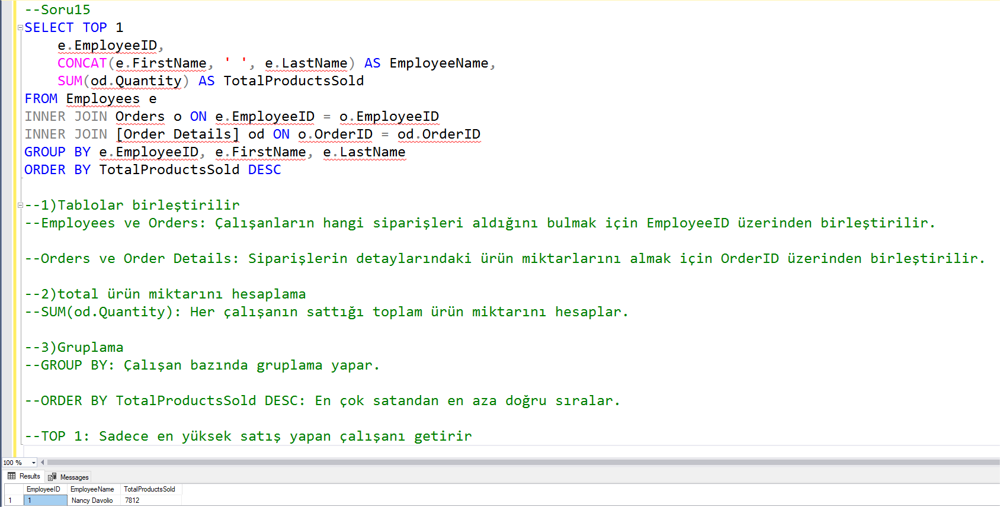 --Soru15
SELECT TOP 1
e.EmployeeID,
CONCAT(e.FirstName, ' ', e.LastName) AS EmployeeName,
SUM(od.Quantity) AS TotalProductsSold
FROM Employees e
INNER JOIN Orders o ON e.EmployeeID = o.EmployeeID
INNER JOIN [Order Details] od ON o.OrderID = od.OrderID
GROUP BY e.EmployeeID, e.FirstName, e.LastName
ORDER BY TotalProductsSold DESC
--1)Tablolar birleştirilir
--Employees ve Orders: Çalışanların hangi siparişleri aldığını bulmak için EmployeeID üzerinden birleştirilir.
--Orders ve Order Details: Siparişlerin detaylarındaki ürün miktarlarını almak için OrderID üzerinden birleştirilir.
--2)total ürün miktarını hesaplama
--SUM(od.Quantity): Her çalışanın sattığı toplam ürün miktarını hesaplar.
--3)Gruplama
--GROUP BY: Çalışan bazında gruplama yapar.
--ORDER BY TotalProductsSold DESC: En çok satandan en aza doğru sıralar.
--TOP 1: Sadece en yüksek satış yapan çalışanı getirir
100 %
Results Messages
EmployeeID EmployeeName TotalProductsSold
1 1 Nancy Davolio 7812